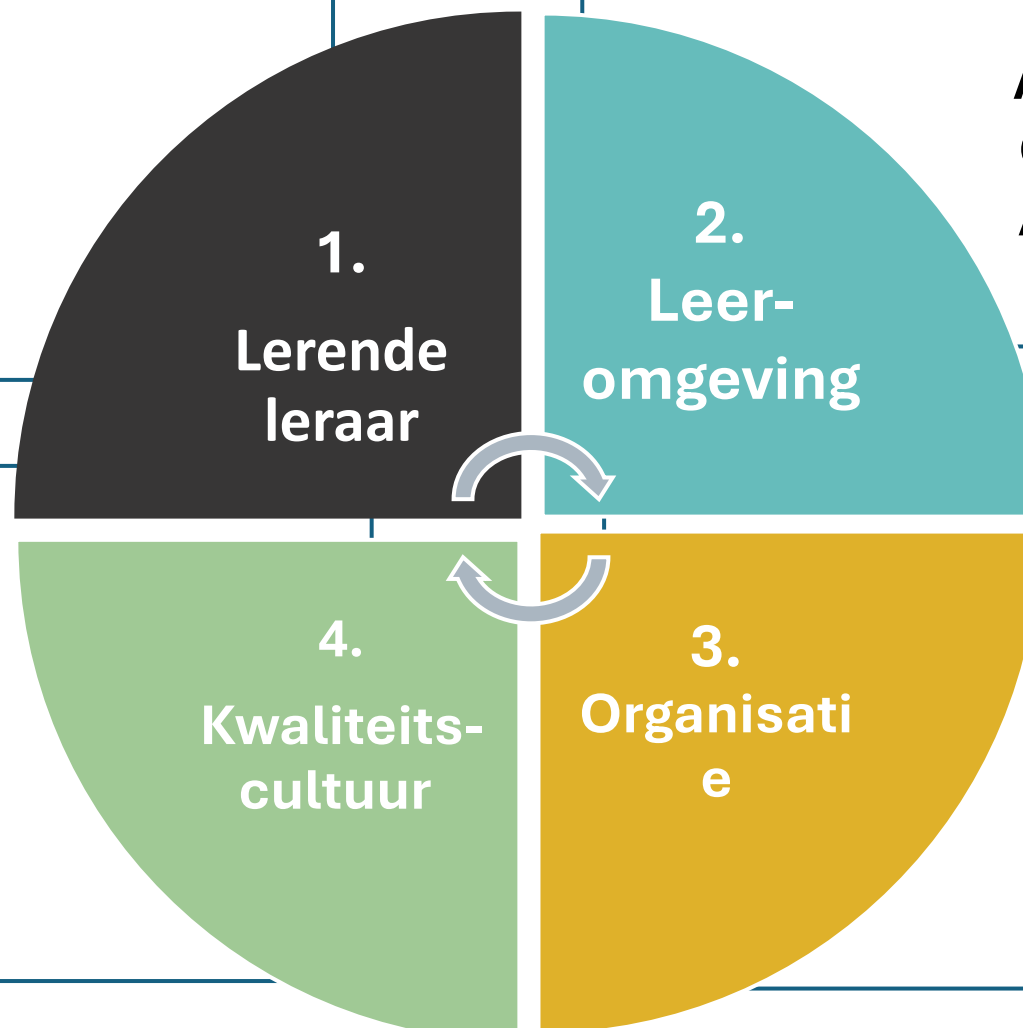 1.
Lerende
leraar
2.
Leer-
omgeving
3.
Organisati
e
4.
Kwaliteits-
cultuur